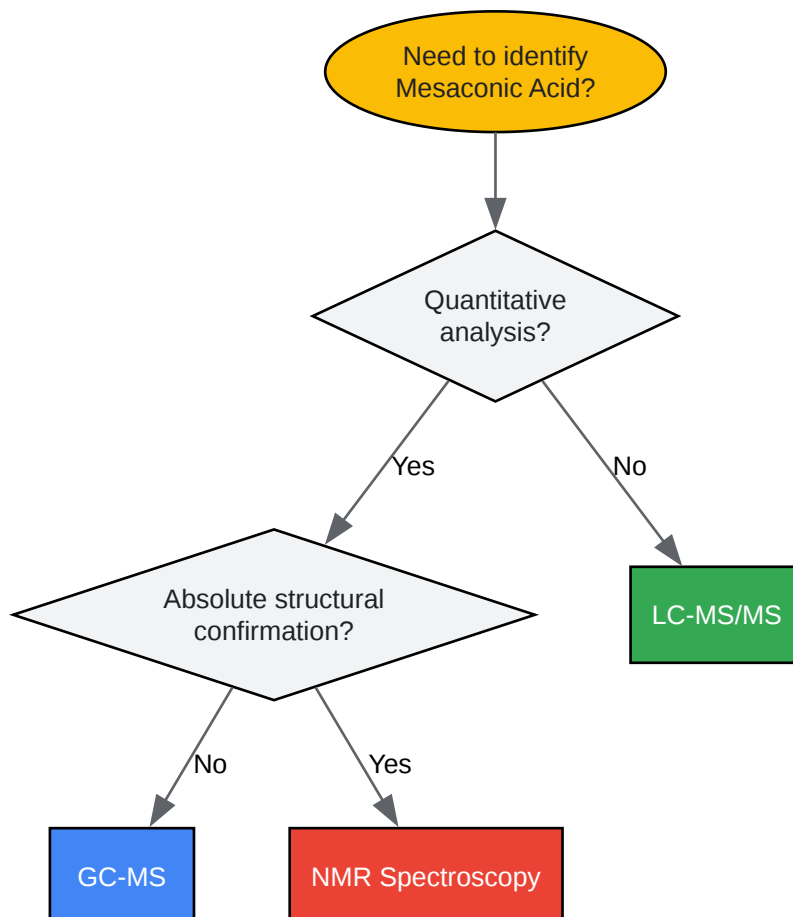 Need to identify
Mesaconic Acid?
Quantitative
analysis?
Yes
No
Absolute structural
confirmation?
LC-MS/MS
No
Yes
GC-MS
NMR Spectroscopy